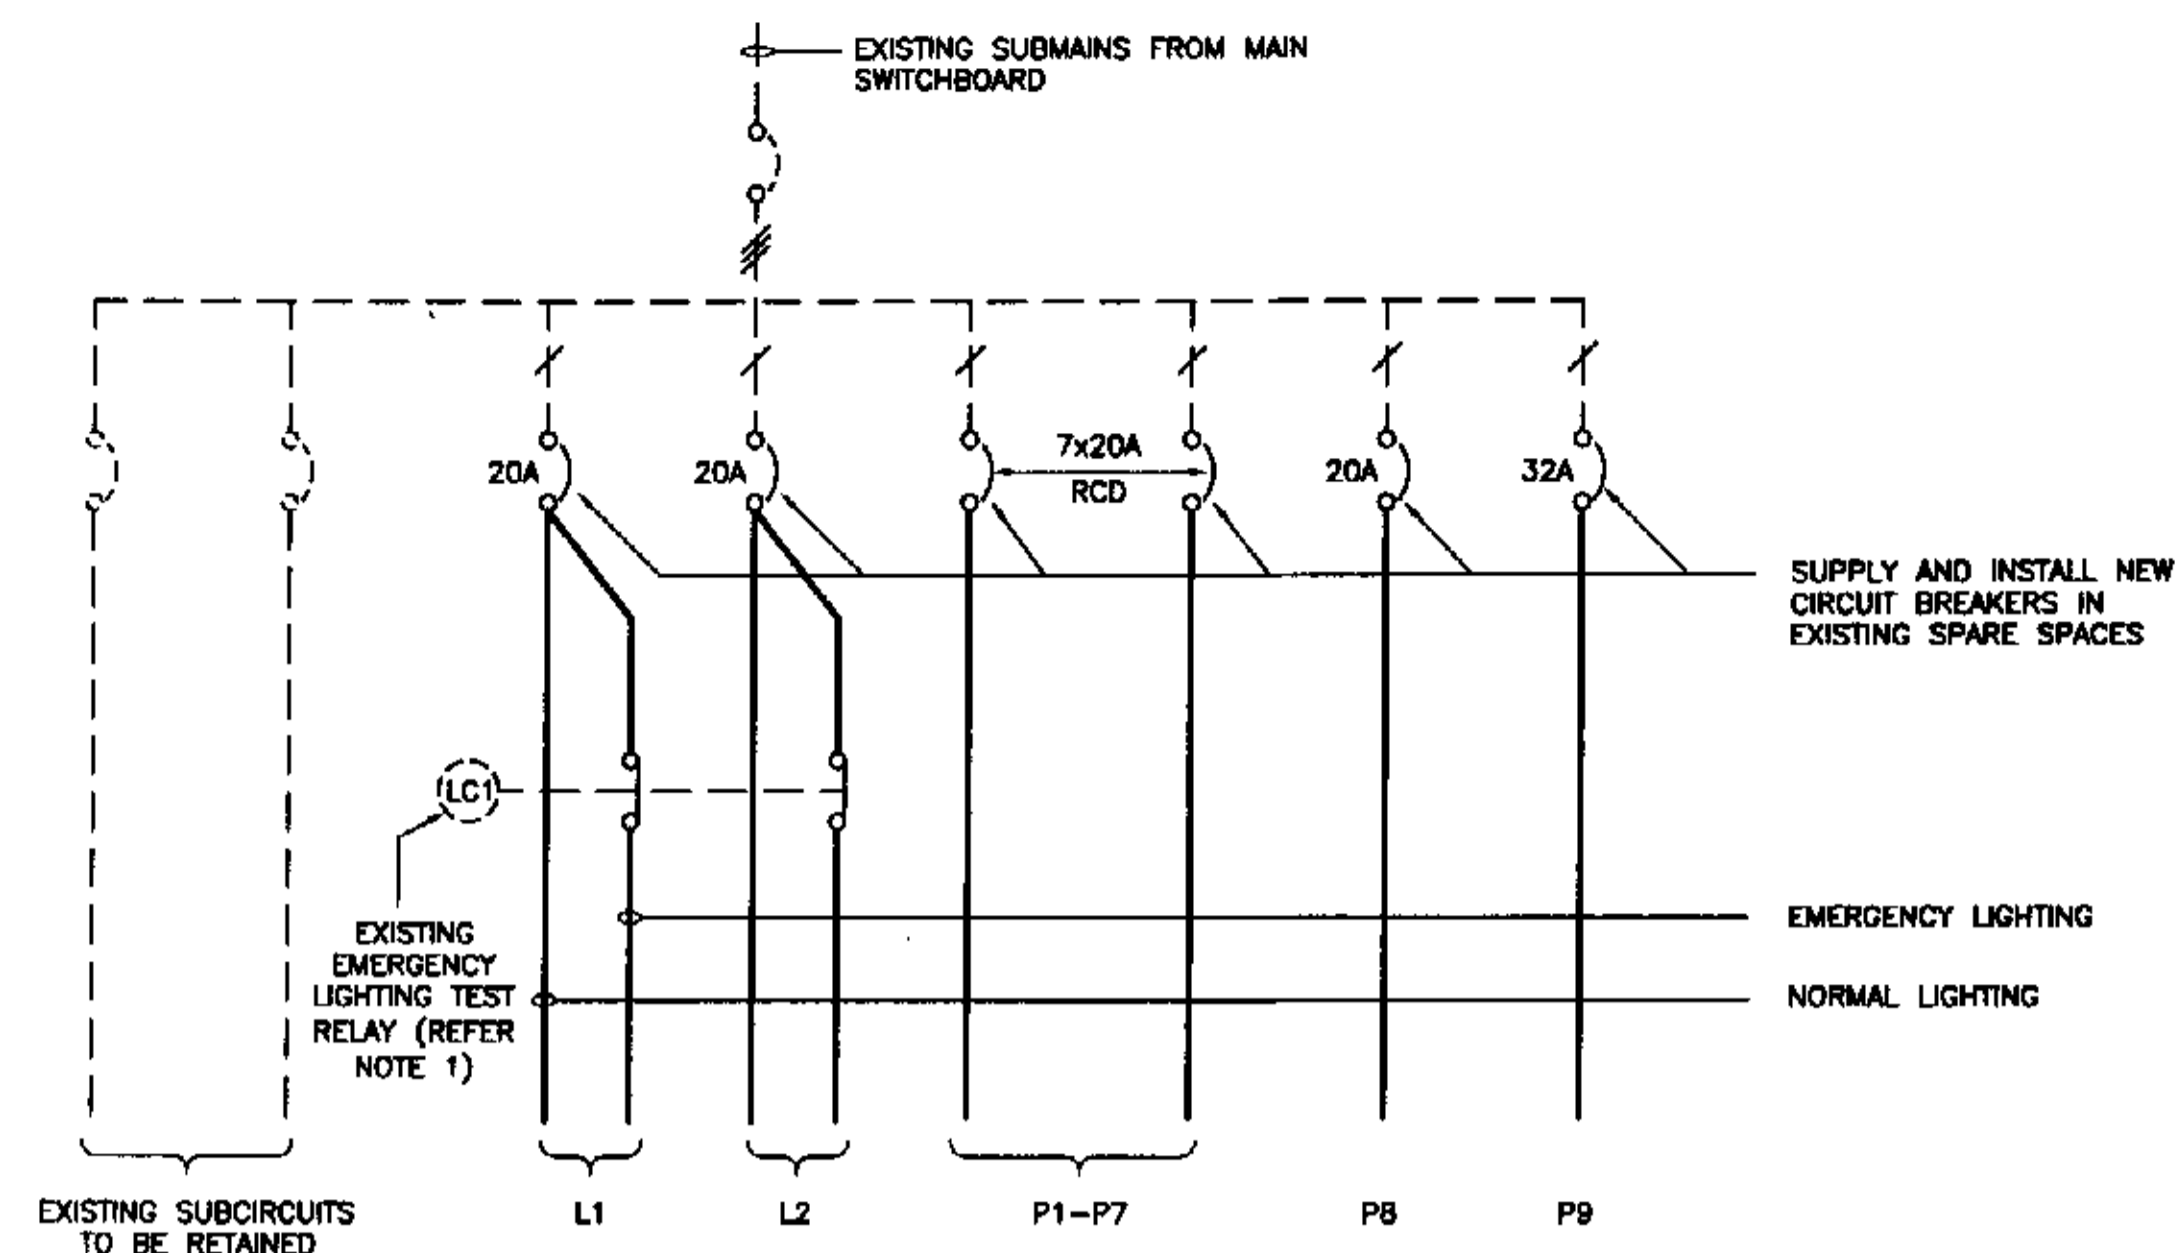 EXISTING SUBMAINS FROM MAIN
SWITCHBOARD
20A
20A
7x20A
RCD
20A
32A
SUPPLY AND INSTALL NEW
CIRCUIT BREAKERS IN
EXISTING SPARE SPACES
LC1
EXISTING
EMERGENCY
LIGHTING TEST
RELAY (REFER
NOTE 1)
EMERGENCY LIGHTING
NORMAL LIGHTING
EXISTING SUBCIRCUITS
TO BE RETAINED
L1
L2
P1-P7
P8
P9